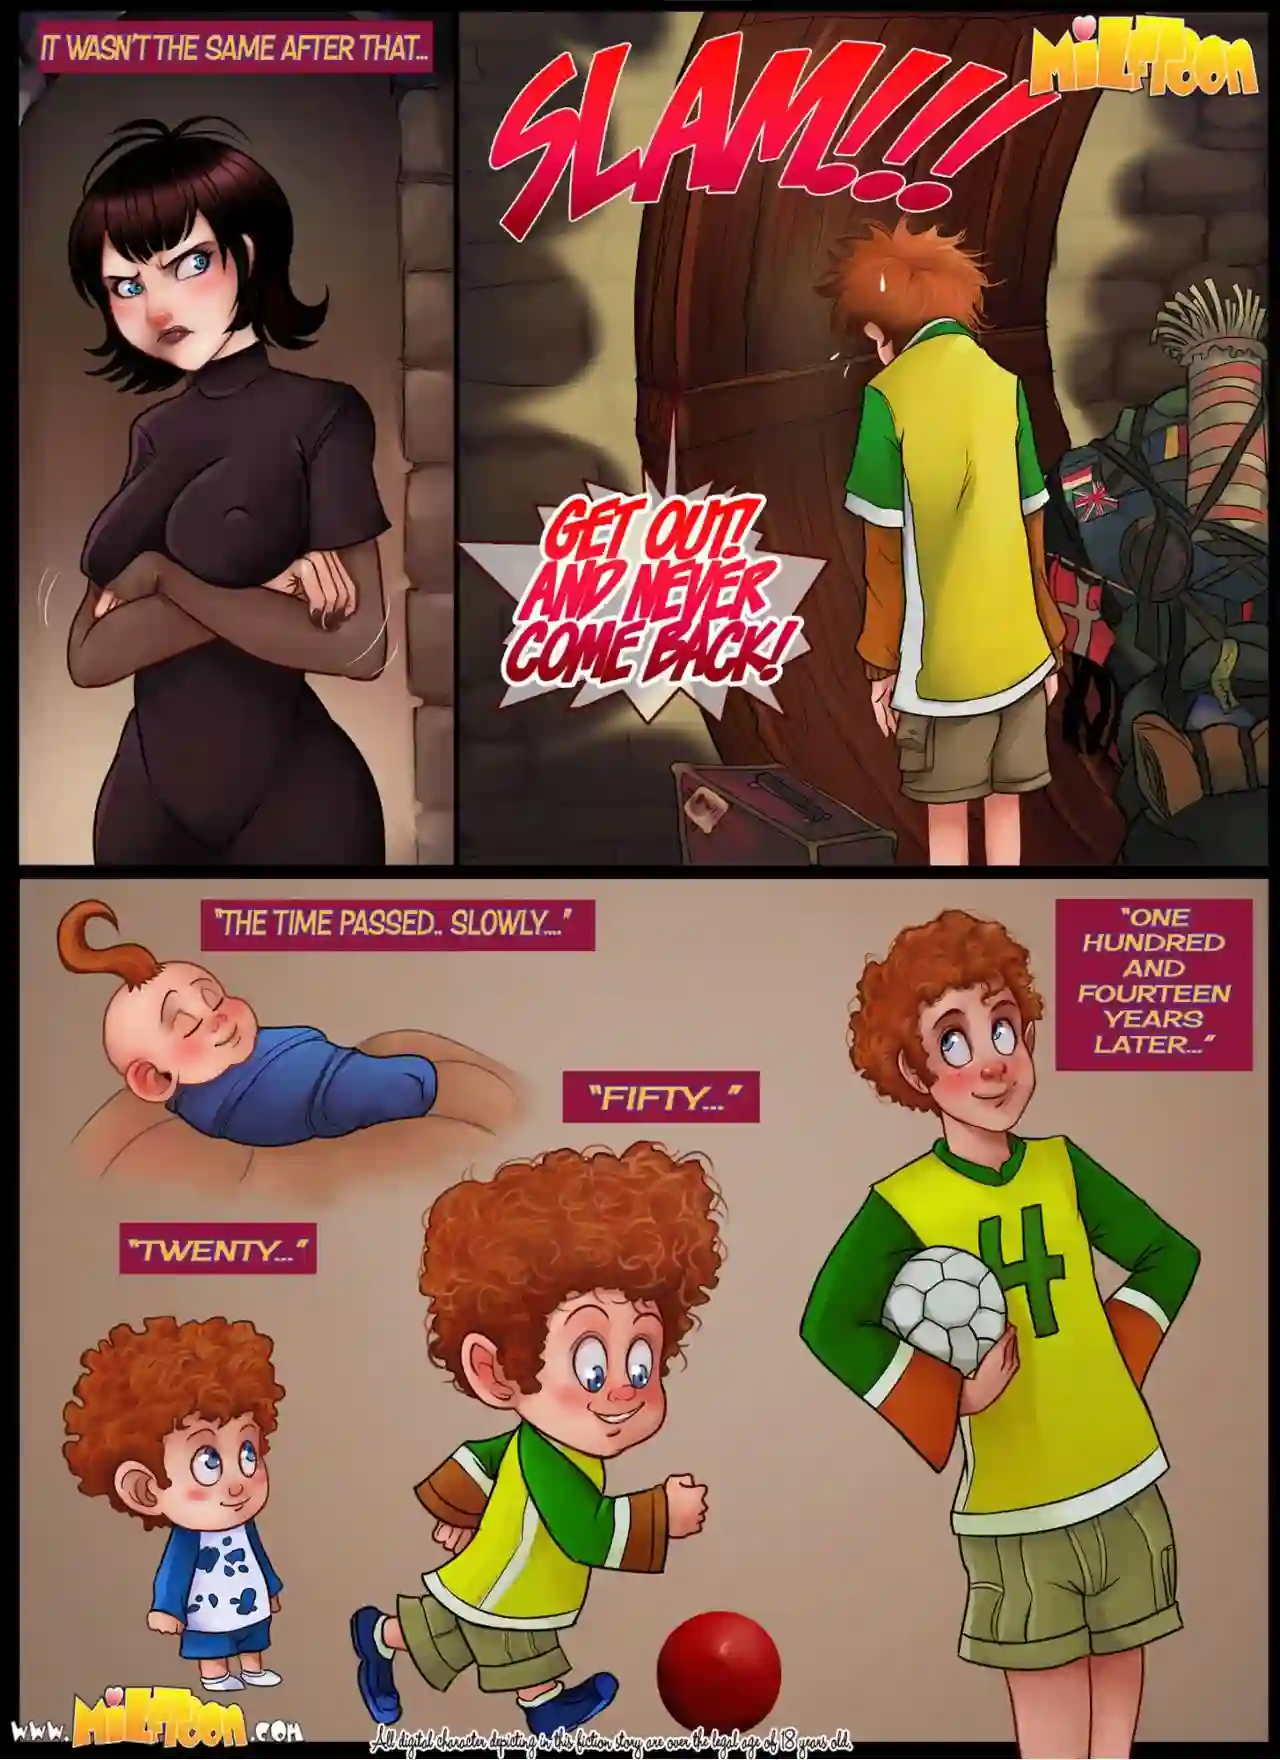 IT WASN'T THE SAME AFTER THAT...
MiLFToon
SLAM!!!
GET OUT!
AND NEVER
COME BACK!
"THE TIME PASSED.. SLOWLY...."
"ONE
HUNDRED
AND
FOURTEEN
YEARS
LATER..."
"FIFTY..."
"TWENTY..."
4
www.MiLFToon.com
All digital character depicting in this fiction story are over the legal age of 18 years old.